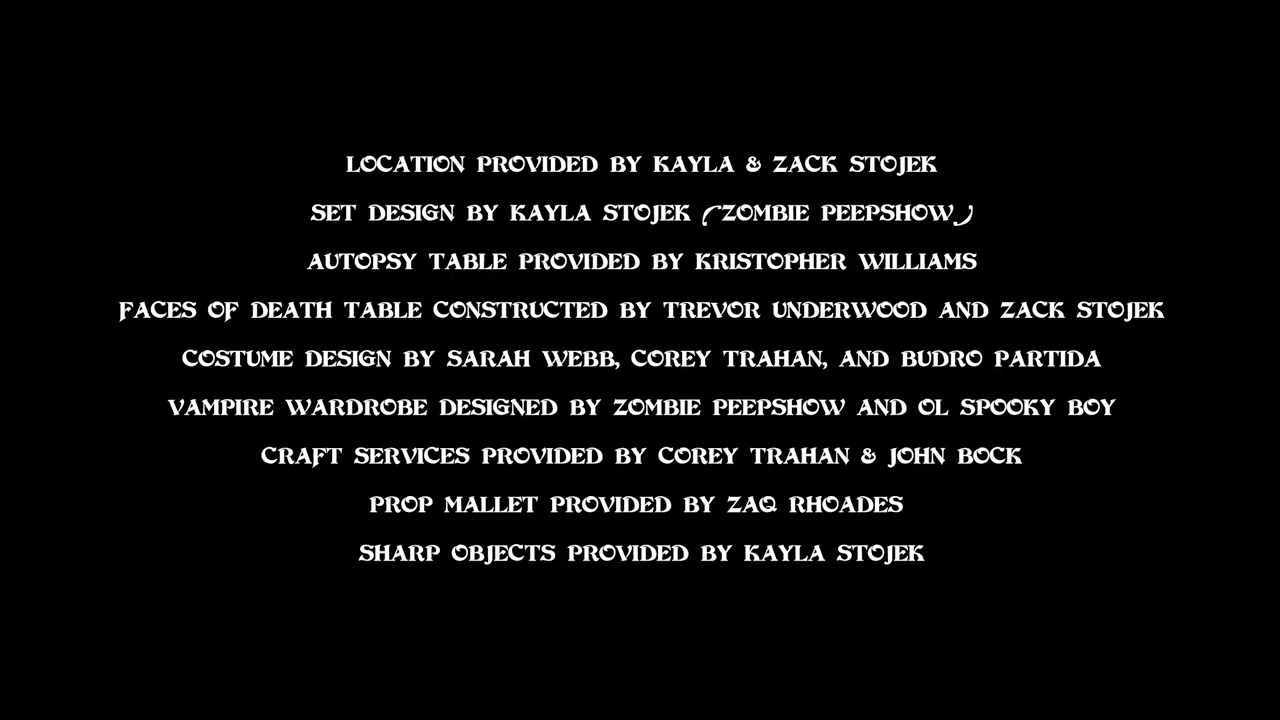 LOCATION PROVIDED BY KAYLA & ZACK STOJEK
SET DESIGN BY KAYLA STOJEK (ZOMBIE PEEPSHOW)
AUTOPSY TABLE PROVIDED BY KRISTOPHER WILLIAMS
FACES OF DEATH TABLE CONSTRUCTED BY TREVOR UNDERWOOD AND ZACK STOJEK
COSTUME DESIGN BY SARAH WEBB, COREY TRAHAN, AND BUDRO PARTIDA
VAMPIRE WARDROBE DESIGNED BY ZOMBIE PEEPSHOW AND OL SPOOKY BOY
CRAFT SERVICES PROVIDED BY COREY TRAHAN & JOHN BOCK
PROP MALLET PROVIDED BY ZAQ RHOADES
SHARP OBJECTS PROVIDED BY KAYLA STOJEK